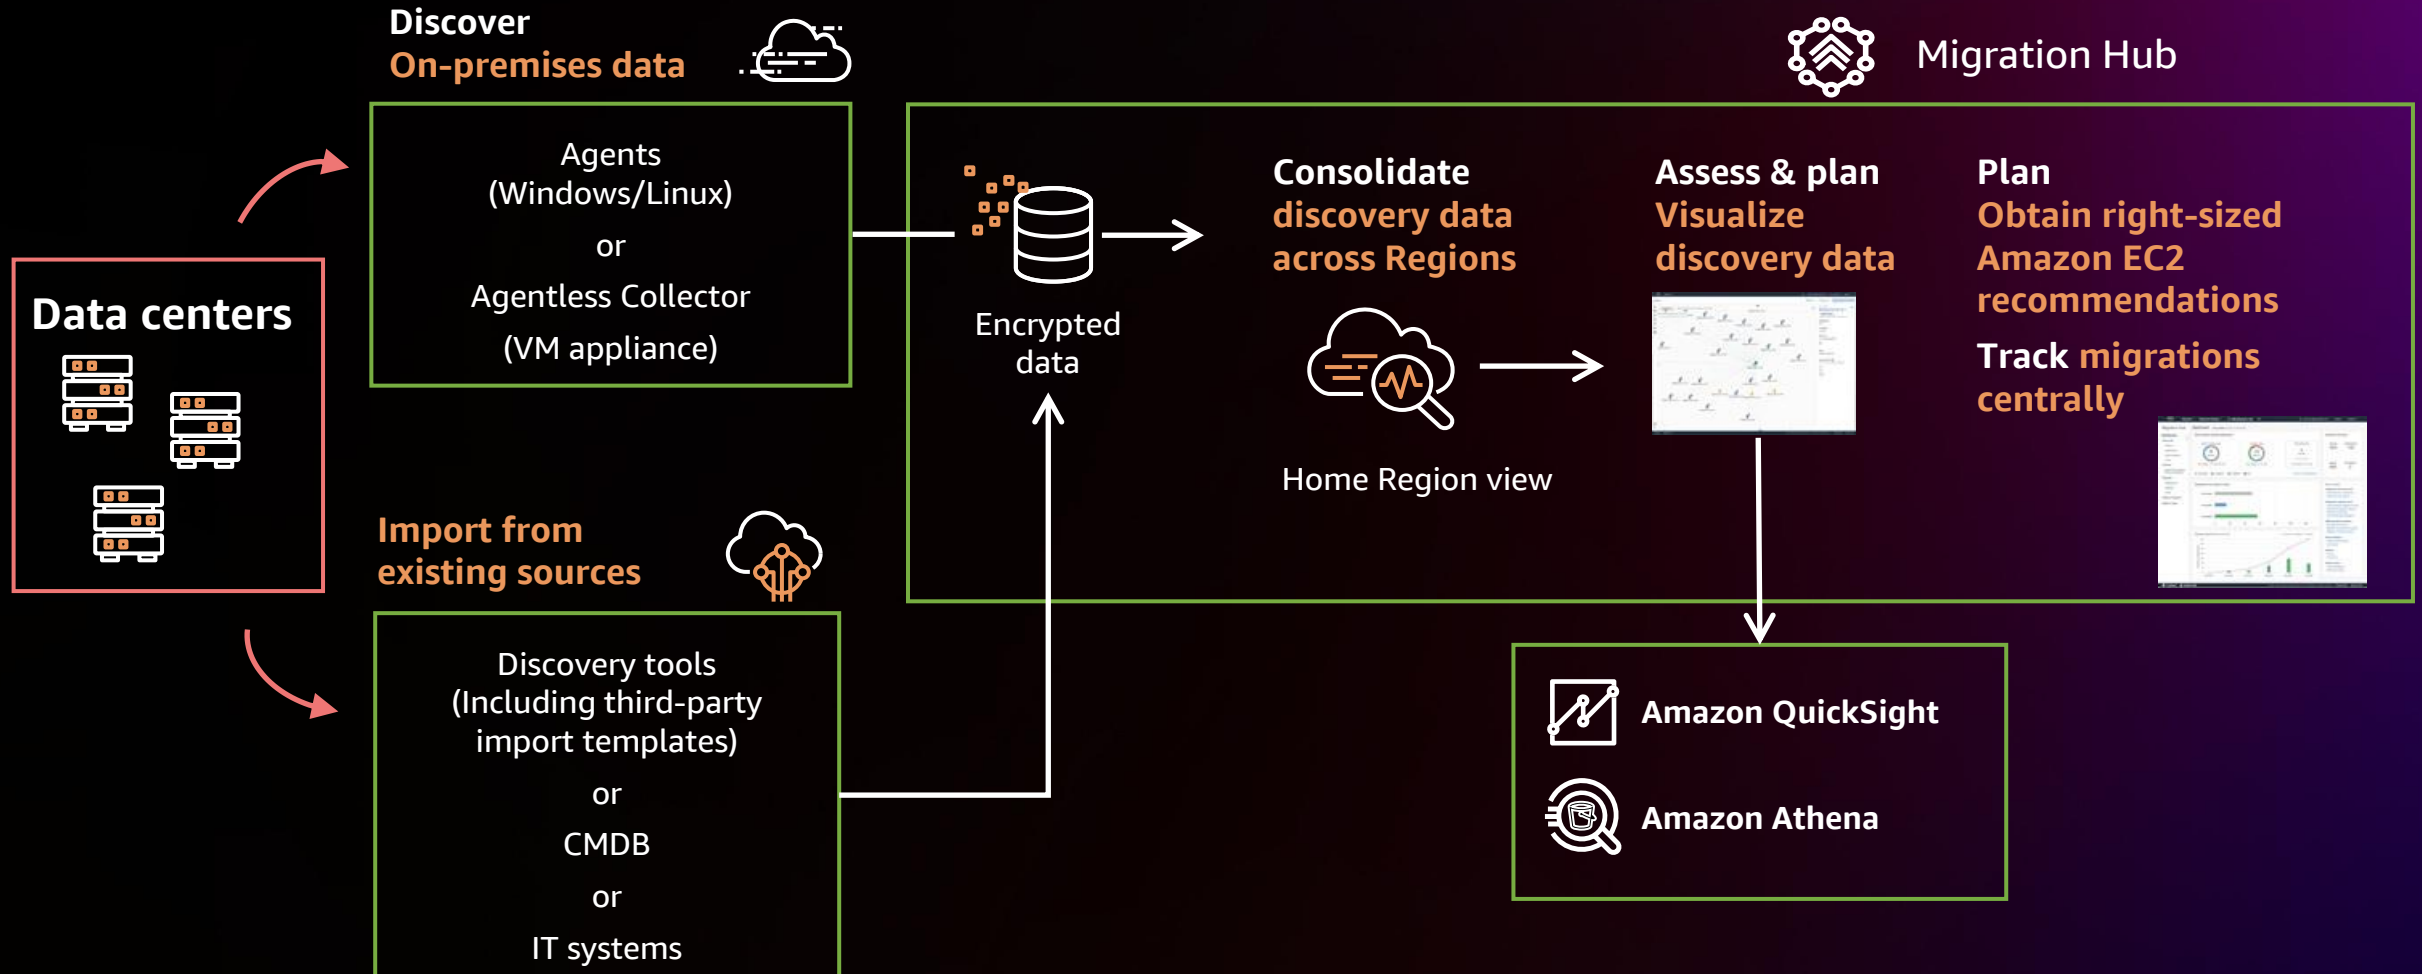 Discover
On-premises data
Agents
(Windows/Linux)
or
Agentless Collector
(VM appliance)
Data centers
Import from
existing sources
Discovery tools
(Including third-party
import templates)
or
CMDB
or
IT systems
Migration Hub
Encrypted
data
Consolidate
discovery data
across Regions
Home Region view
Assess & plan
Visualize
discovery data
Plan
Obtain right-sized
Amazon EC2
recommendations
Track migrations
centrally
Amazon QuickSight
Amazon Athena